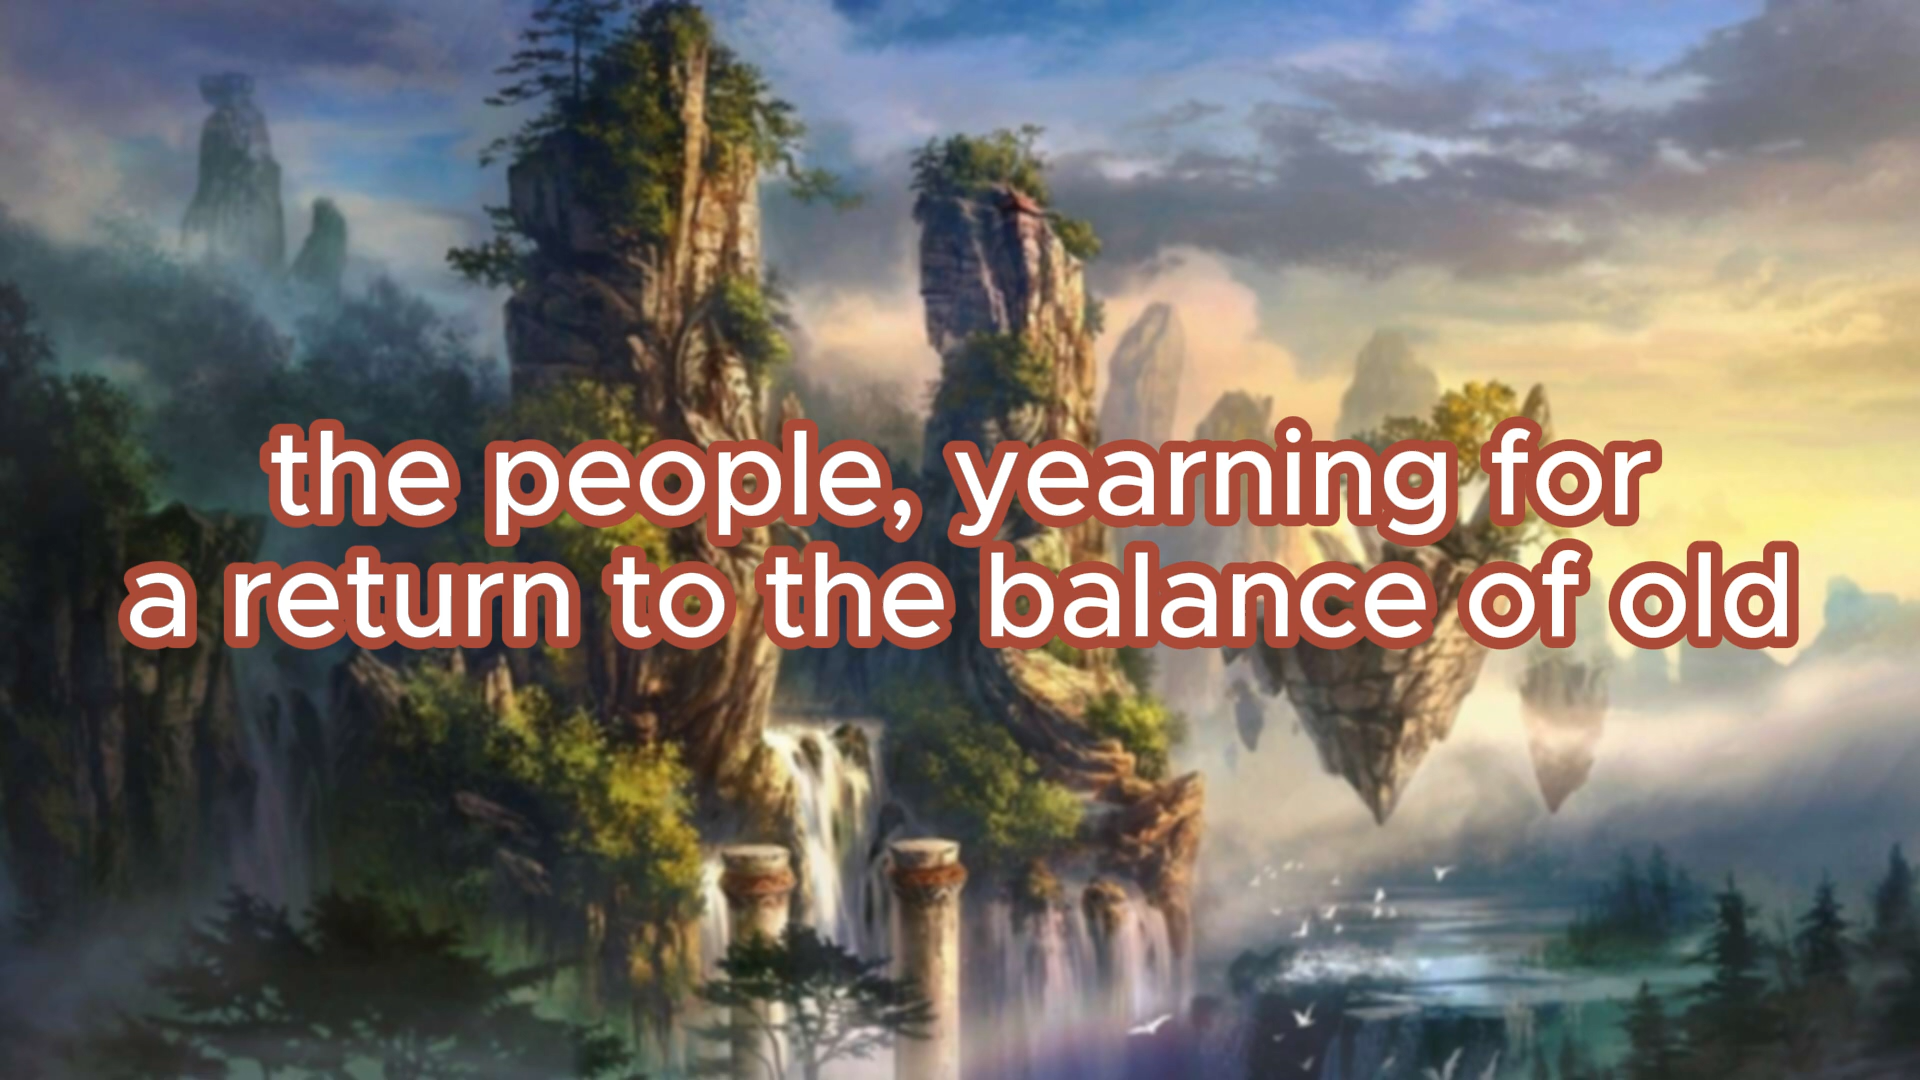 the people, yearning for
a return to the balance of old